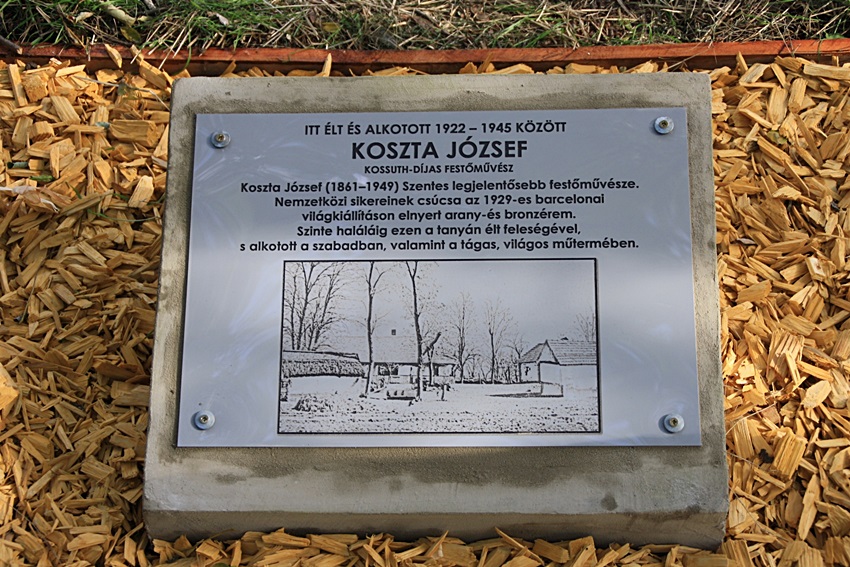 ITT ÉLT ÉS ALKOTOTT 1922 – 1945 KÖZÖTT
KOSZTA JÓZSEF
KOSSUTH-DÍJAS FESTŐMŰVÉSZ
Koszta József (1861–1949) Szentes legjelentősebb festőművésze.
Nemzetközi sikereinek csúcsa az 1929-es barcelonai
világkiállításon elnyert arany-és bronzérem.
Szinte haláláig ezen a tanyán élt feleségével,
s alkotott a szabadban, valamint a tágas, világos műtermében.